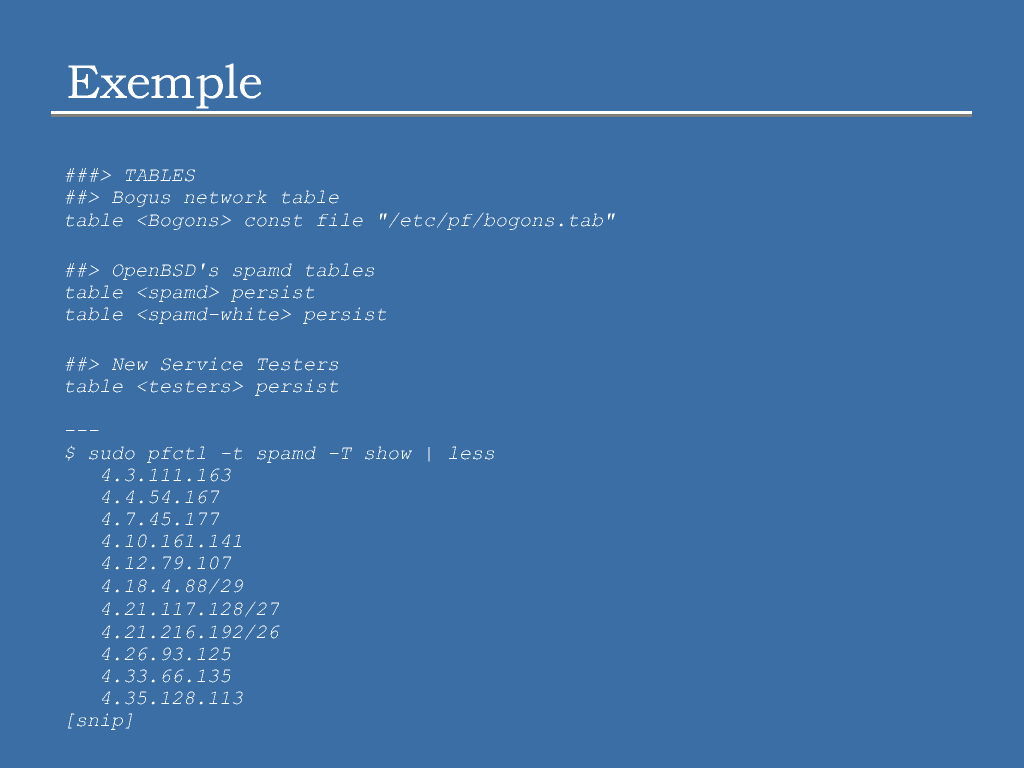 Exemple
###> TABLES
##> Bogus network table
table <Bogons> const file "/etc/pf/bogons.tab"
##> OpenBSD's spamd tables
table <spamd> persist
table <spamd-white> persist
##> New Service Testers
table <testers> persist
---
$ sudo pfctl -t spamd -T show | less
4.3.111.163
4.4.54.167
4.7.45.177
4.10.161.141
4.12.79.107
4.18.4.88/29
4.21.117.128/27
4.21.216.192/26
4.26.93.125
4.33.66.135
4.35.128.113
[snip]